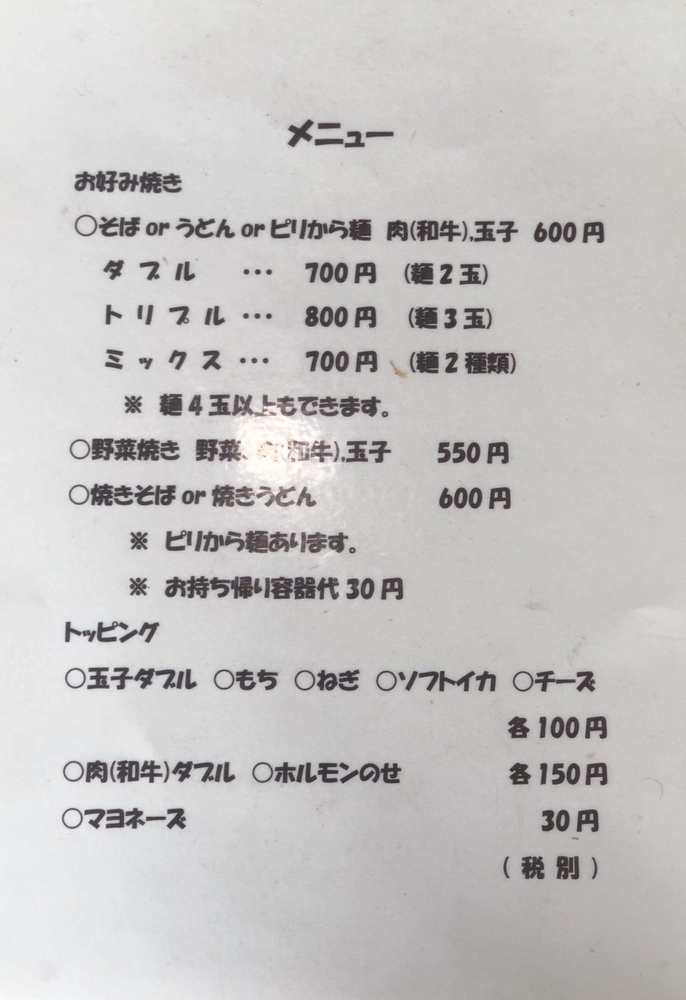 メニュー
お好み焼き
○そば or うどん or ピリから麺 肉(和牛),玉子 600円
ダブル ··· 700円 (麺2玉)
トリプル ··· 800円 (麺3玉)
ミックス ··· 700円 (麺2種類)
※ 麺4玉以上もできます。
○野菜焼き 野菜、肉(和牛),玉子 550円
○焼きそば or 焼きうどん 600円
※ ピリから麺あります。
※ お持ち帰り容器代30円
トッピング
○玉子ダブル ○もち ○ねぎ ○ソフトイカ ○チーズ
各100円
○肉(和牛)ダブル ○ホルモンのせ 各150円
○マヨネーズ 30円
(税別)